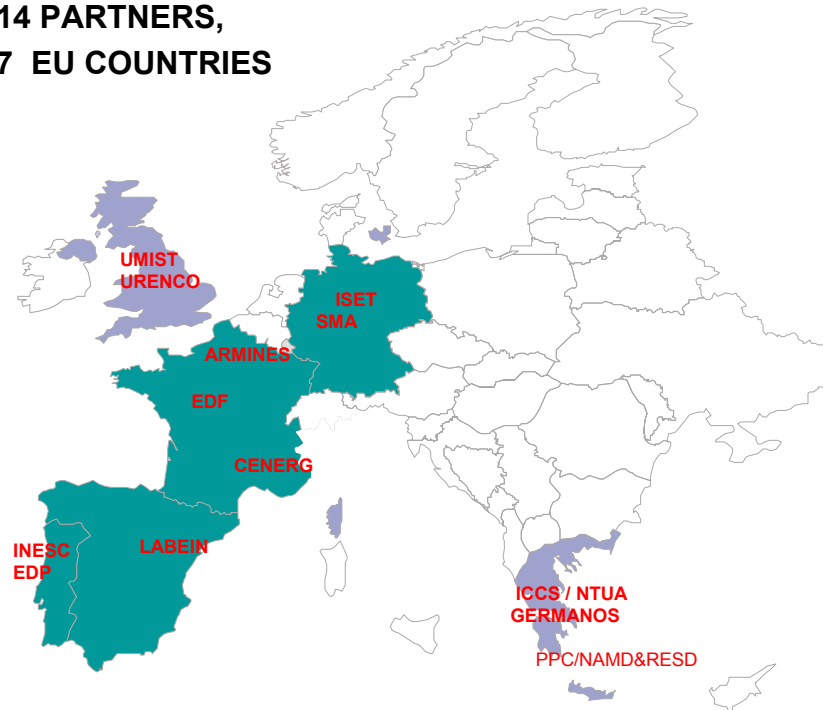 14 PARTNERS,
7 EU COUNTRIES
UMIST
URENCO
ISET
SMA
ARMINES
EDF
CENERG
INESC
EDP
LABEIN
ICCS / NTUA
GERMANOS
PPC/NAMD&RESD